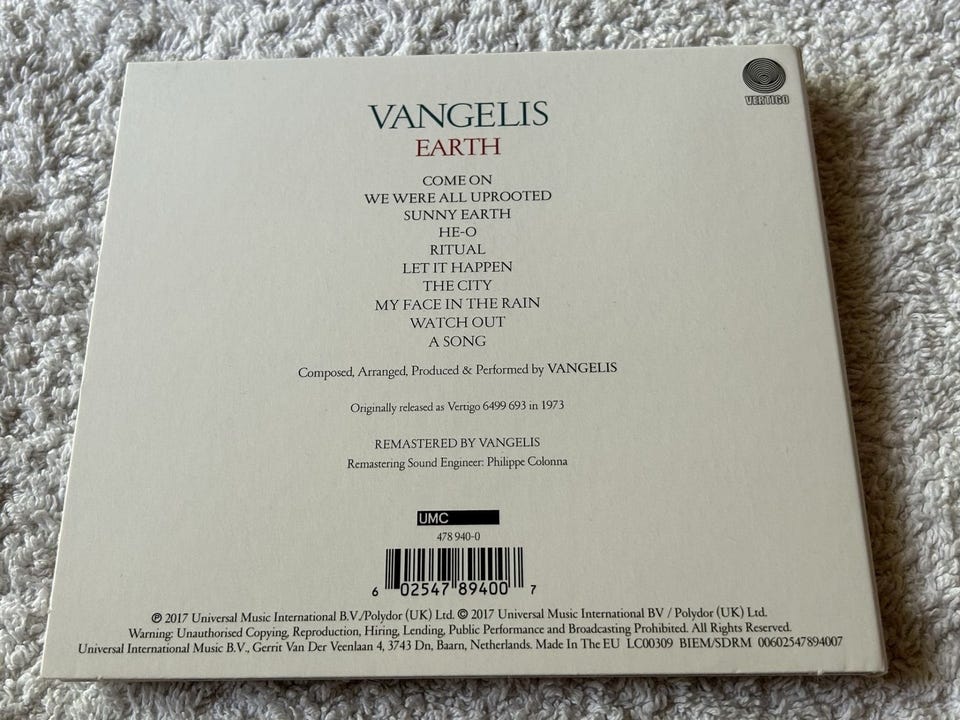 VERTIGO
VANGELIS
EARTH
COME ON
WE WERE ALL UPROOTED
SUNNY EARTH
HE-O
RITUAL
LET IT HAPPEN
THE CITY
MY FACE IN THE RAIN
WATCH OUT
A SONG
Composed, Arranged, Produced & Performed by VANGELIS
Originally released as Vertigo 6499 693 in 1973
REMASTERED BY VANGELIS
Remastering Sound Engineer: Philippe Colonna
UMC
478 940-0
6 02547 89400 7
℗ 2017 Universal Music International B.V./Polydor (UK) Ltd. © 2017 Universal Music International BV / Polydor (UK) Ltd.
Warning: Unauthorised Copying, Reproduction, Hiring, Lending, Public Performance and Broadcasting Prohibited. All Rights Reserved.
Universal International Music B.V., Gerrit Van Der Veenlaan 4, 3743 Dn, Baarn, Netherlands. Made In The EU LC00309 BIEM/SDRM 00602547894007